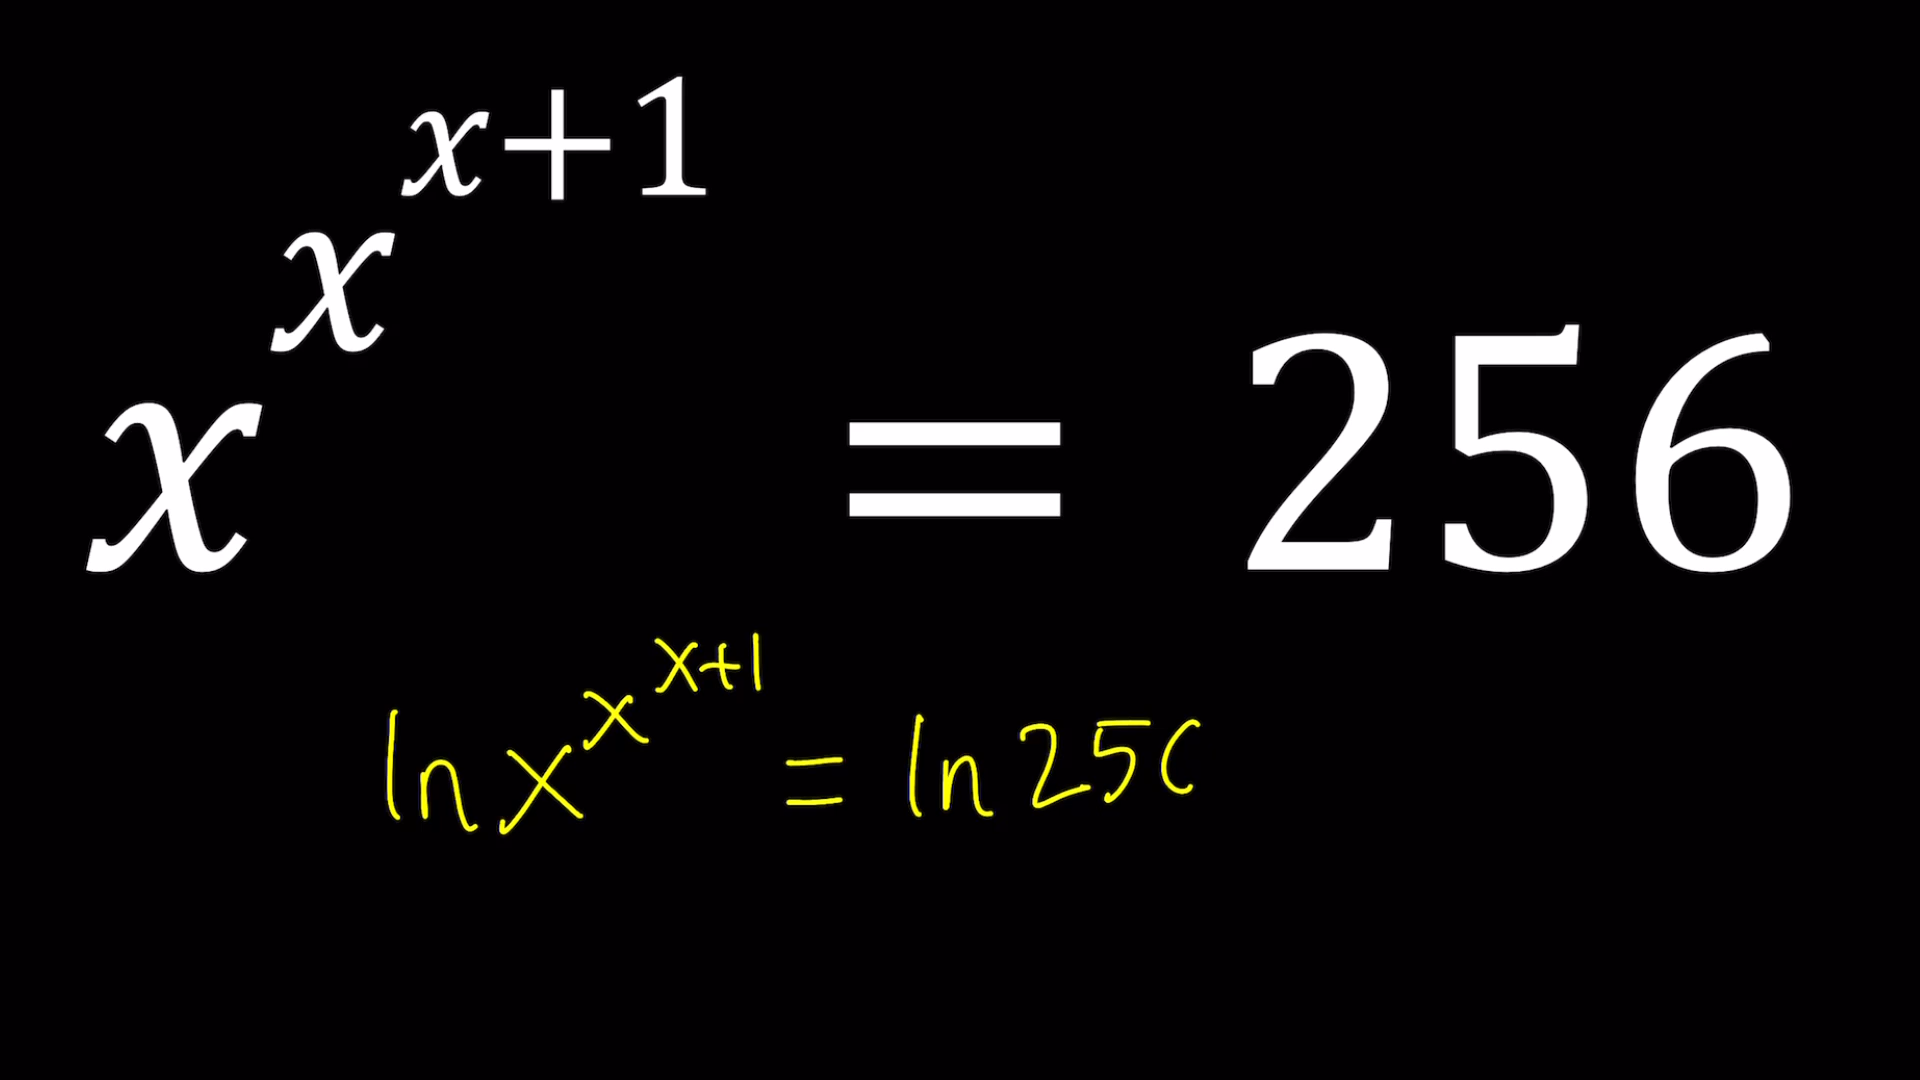 x^{x^{x+1}} = 256
ln x^{x^{x+1}} = ln 25